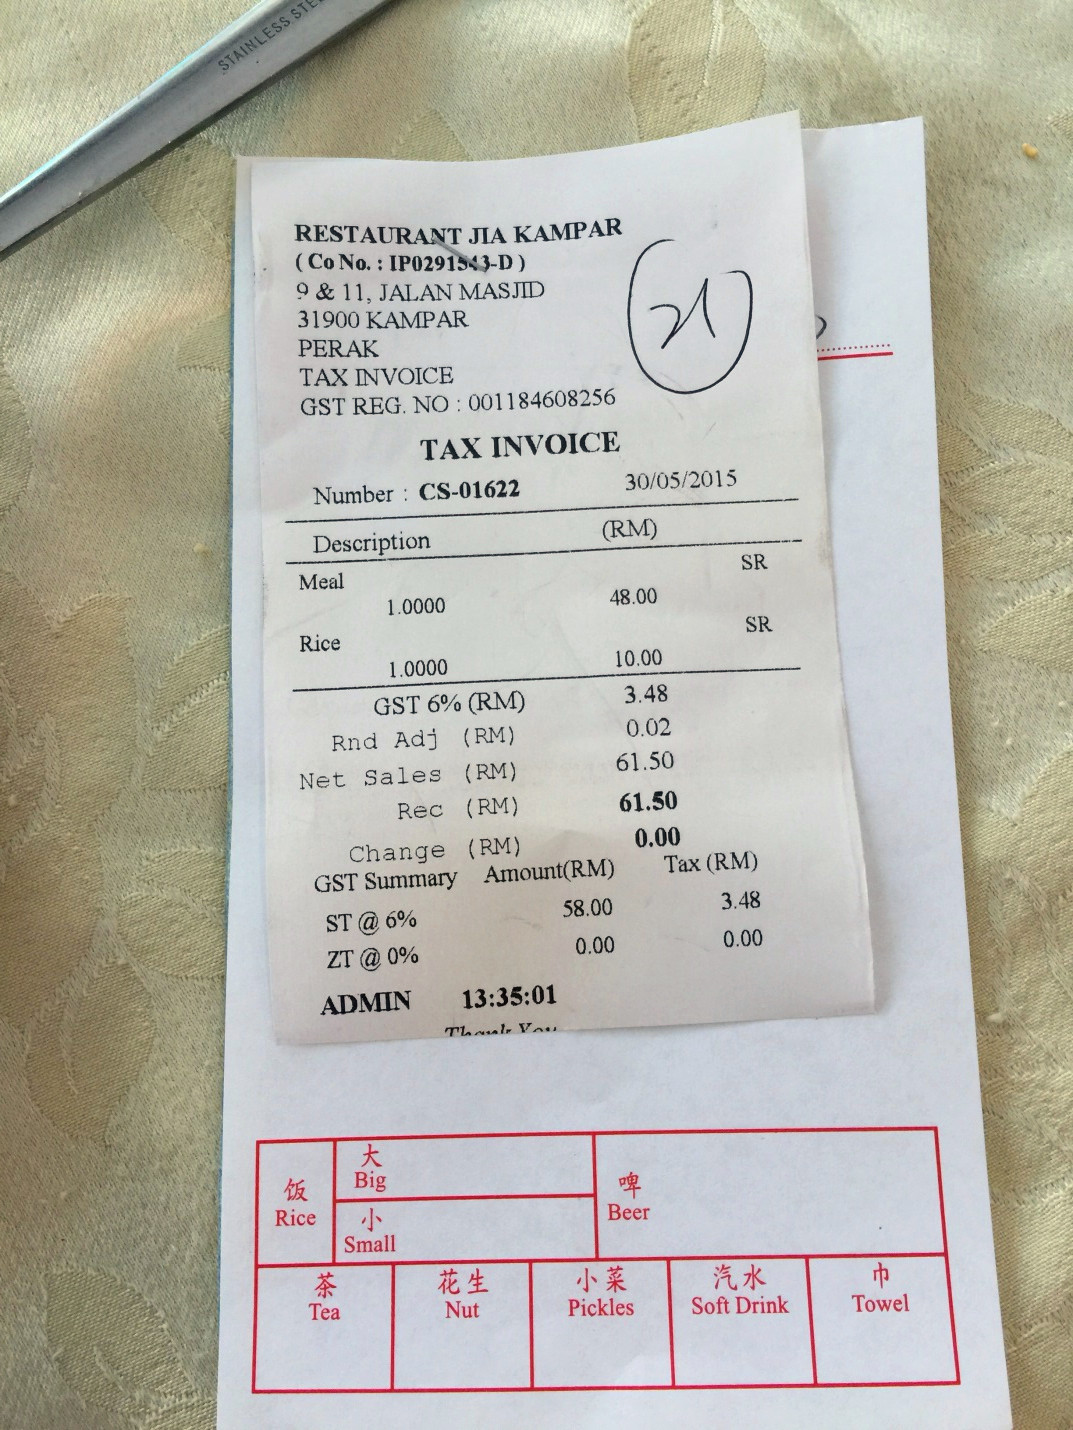 STAINLESS STE
RESTAURANT JIA KAMPAR
( Co No. : IP0291543-D )
9 & 11, JALAN MASJID
31900 KAMPAR
PERAK
TAX INVOICE
GST REG. NO : 001184608256
21
TAX INVOICE
Number : CS-01622 30/05/2015
Description (RM)
Meal SR
1.0000 48.00
Rice SR
1.0000 10.00
GST 6% (RM) 3.48
Rnd Adj (RM) 0.02
Net Sales (RM) 61.50
Rec (RM) 61.50
Change (RM) 0.00
GST Summary Amount(RM) Tax (RM)
ST @ 6% 58.00 3.48
ZT @ 0% 0.00 0.00
ADMIN 13:35:01
Thank You
饭 Rice
大 Big
小 Small
啤 Beer
茶 Tea
花生 Nut
小菜 Pickles
汽水 Soft Drink
巾 Towel